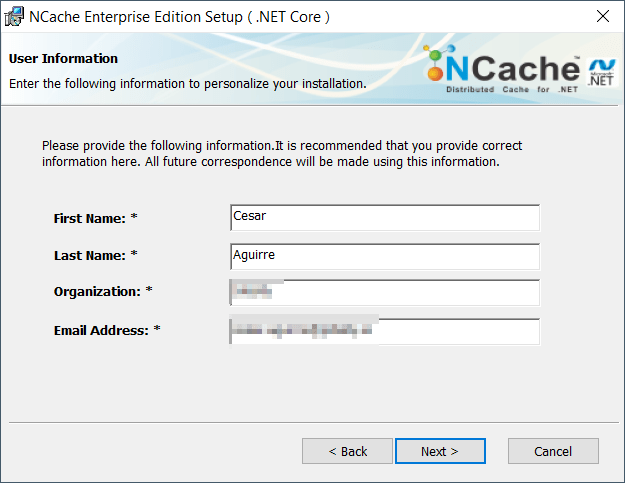 NCache Enterprise Edition Setup ( .NET Core )
User Information
Enter the following information to personalize your installation.
NCache™
Distributed Cache for .NET
Microsoft
.NET
Please provide the following information.It is recommended that you provide correct
information here. All future correspondence will be made using this information.
First Name: * Cesar
Last Name: * Aguirre
Organization: *
Email Address: *
< Back Next > Cancel